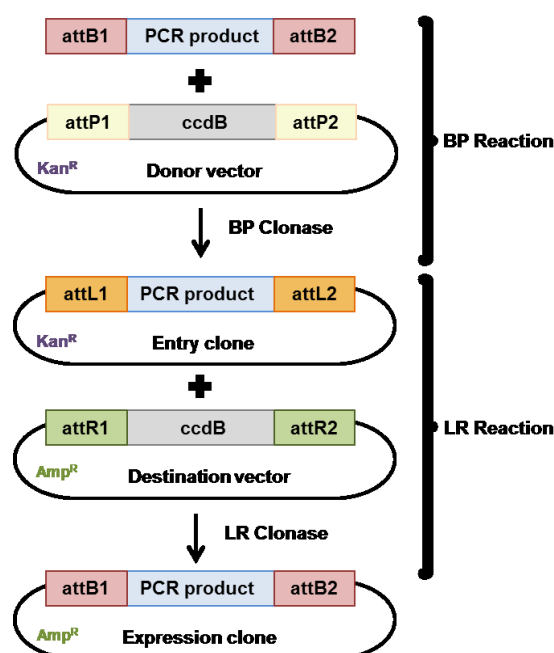 attB1 PCR product attB2
attP1 ccdB attP2
Kanᴿ Donor vector
BP Reaction
BP Clonase
attL1 PCR product attL2
Kanᴿ Entry clone
attR1 ccdB attR2
Ampᴿ Destination vector
LR Reaction
LR Clonase
attB1 PCR product attB2
Ampᴿ Expression clone